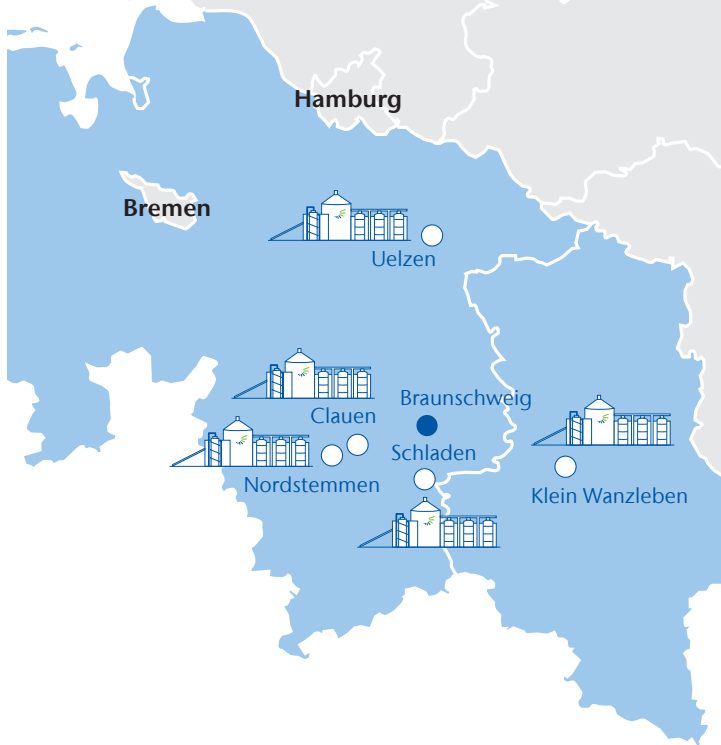 Hamburg
Bremen
Uelzen
Braunschweig
Clauen
Schladen
Nordstemmen
Klein Wanzleben